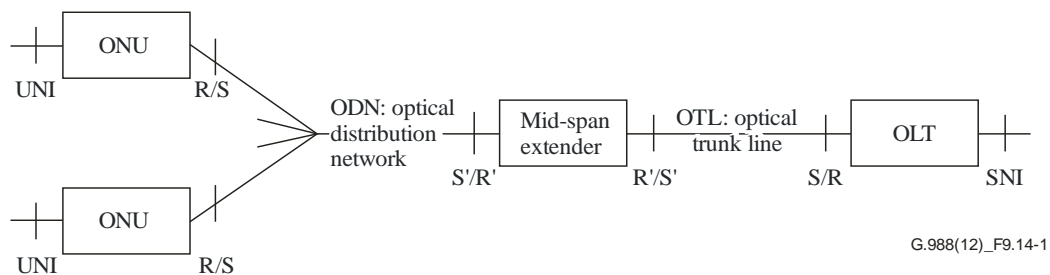 ONU
UNI
R/S
ODN: optical
distribution
network
S'/R'
Mid-span
extender
R'/S'
OTL: optical
trunk line
S/R
OLT
SNI
ONU
UNI
R/S
G.988(12)_F9.14-1